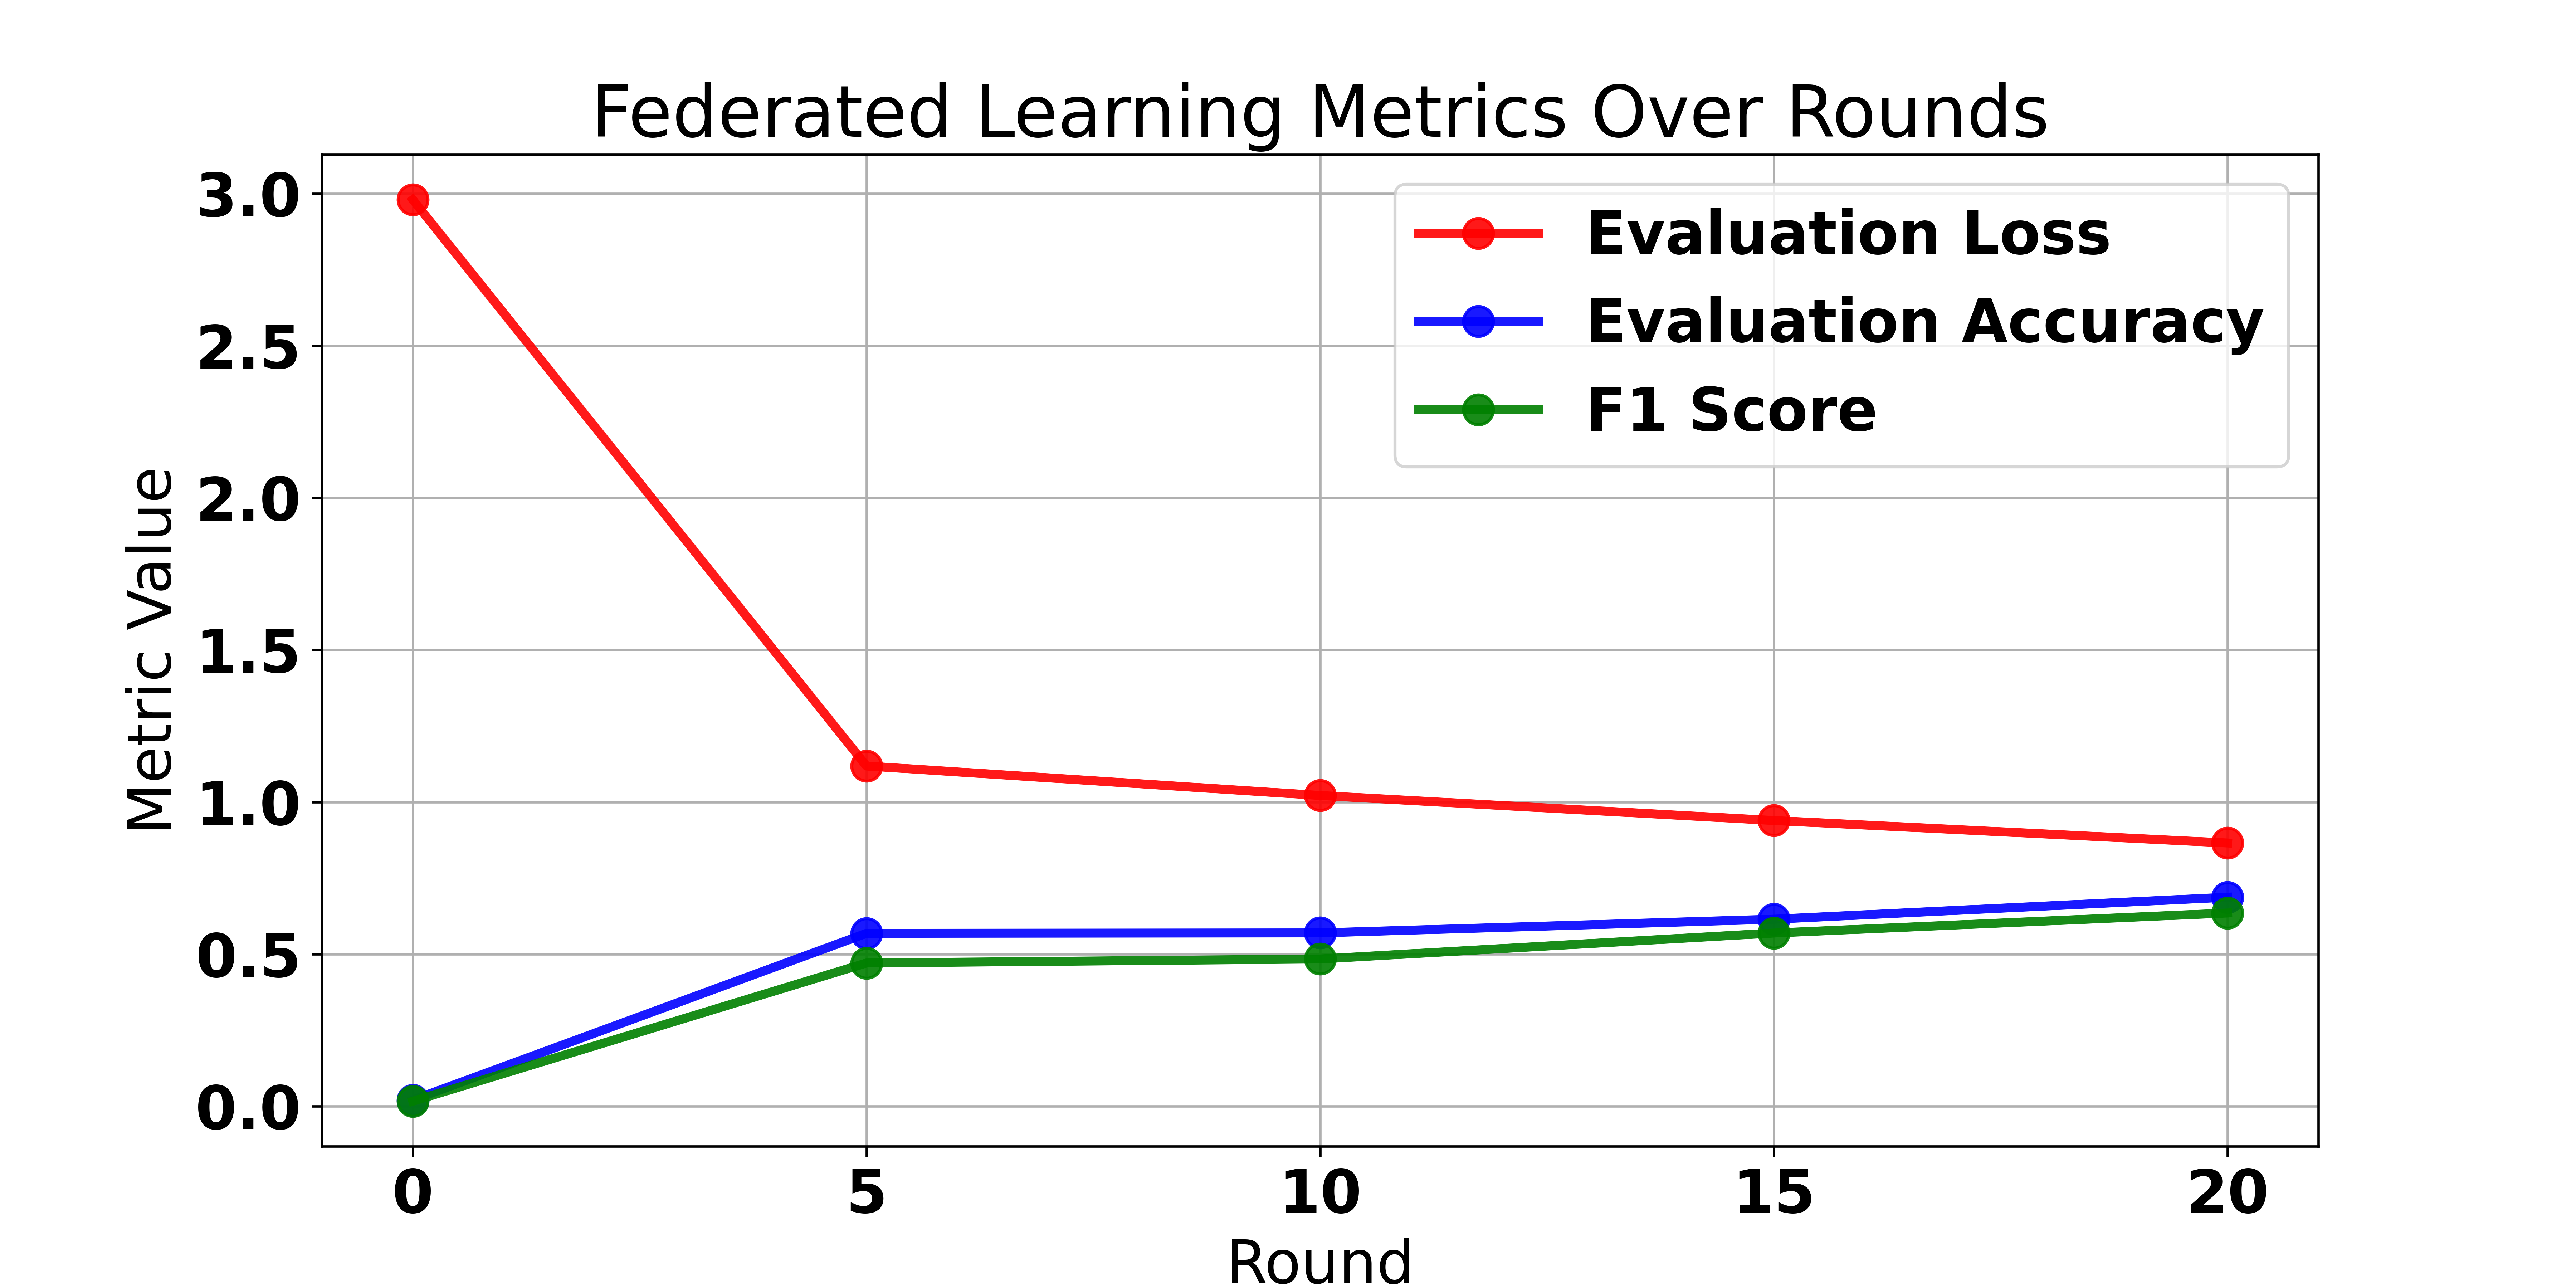 Federated Learning Metrics Over Rounds
3.0
2.5
2.0
1.5
1.0
0.5
0.0
Metric Value
Evaluation Loss
Evaluation Accuracy
F1 Score
0 5 10 15 20
Round